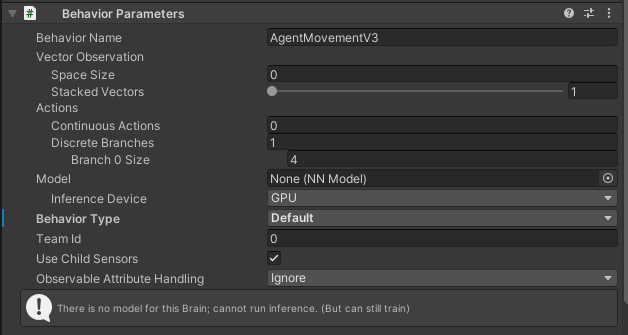 Behavior Parameters
Behavior Name AgentMovementV3
Vector Observation
Space Size 0
Stacked Vectors 1
Actions
Continuous Actions 0
Discrete Branches 1
Branch 0 Size 4
Model None (NN Model)
Inference Device GPU
Behavior Type Default
Team Id 0
Use Child Sensors
Observable Attribute Handling Ignore
There is no model for this Brain; cannot run inference. (But can still train)